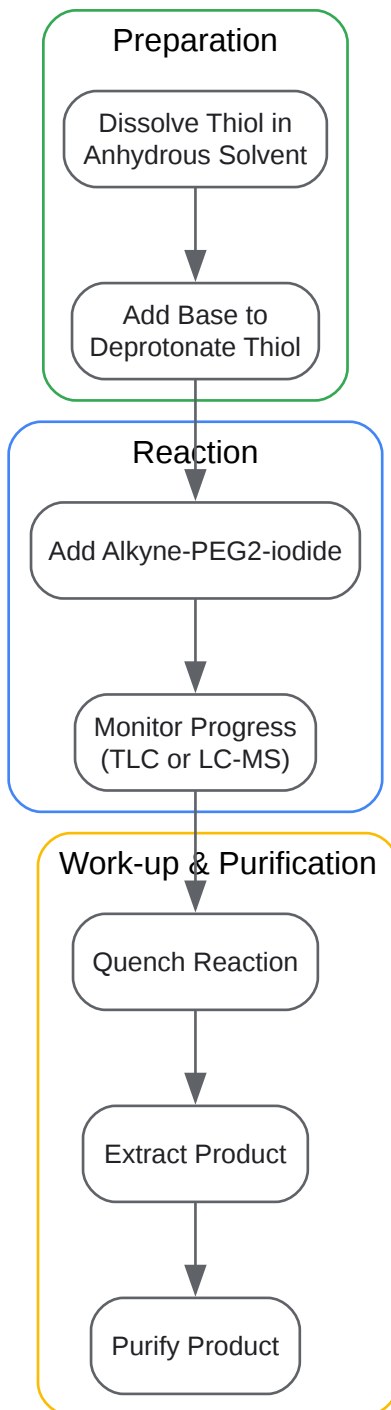 Preparation
Dissolve Thiol in
Anhydrous Solvent
Add Base to
Deprotonate Thiol
Reaction
Add Alkyne-PEG2-iodide
Monitor Progress
(TLC or LC-MS)
Work-up & Purification
Quench Reaction
Extract Product
Purify Product